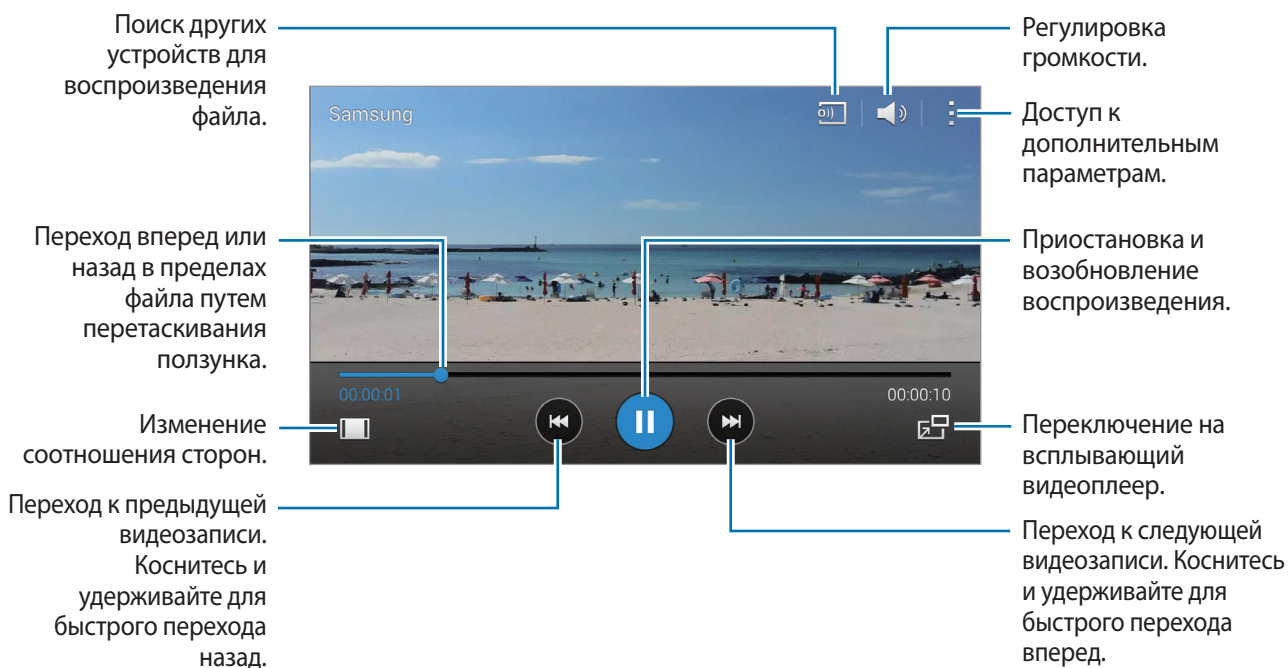 Поиск других
устройств для
воспроизведения
файла.
Регулировка
громкости.
Samsung
Доступ к
дополнительным
параметрам.
Переход вперед или
назад в пределах
файла путем
перетаскивания
ползунка.
Приостановка и
возобновление
воспроизведения.
00:00:01
00:00:10
Изменение
соотношения сторон.
Переключение на
всплывающий
видеоплеер.
Переход к предыдущей
видеозаписи.
Коснитесь и
удерживайте для
быстрого перехода
назад.
Переход к следующей
видеозаписи. Коснитесь
и удерживайте для
быстрого перехода
вперед.